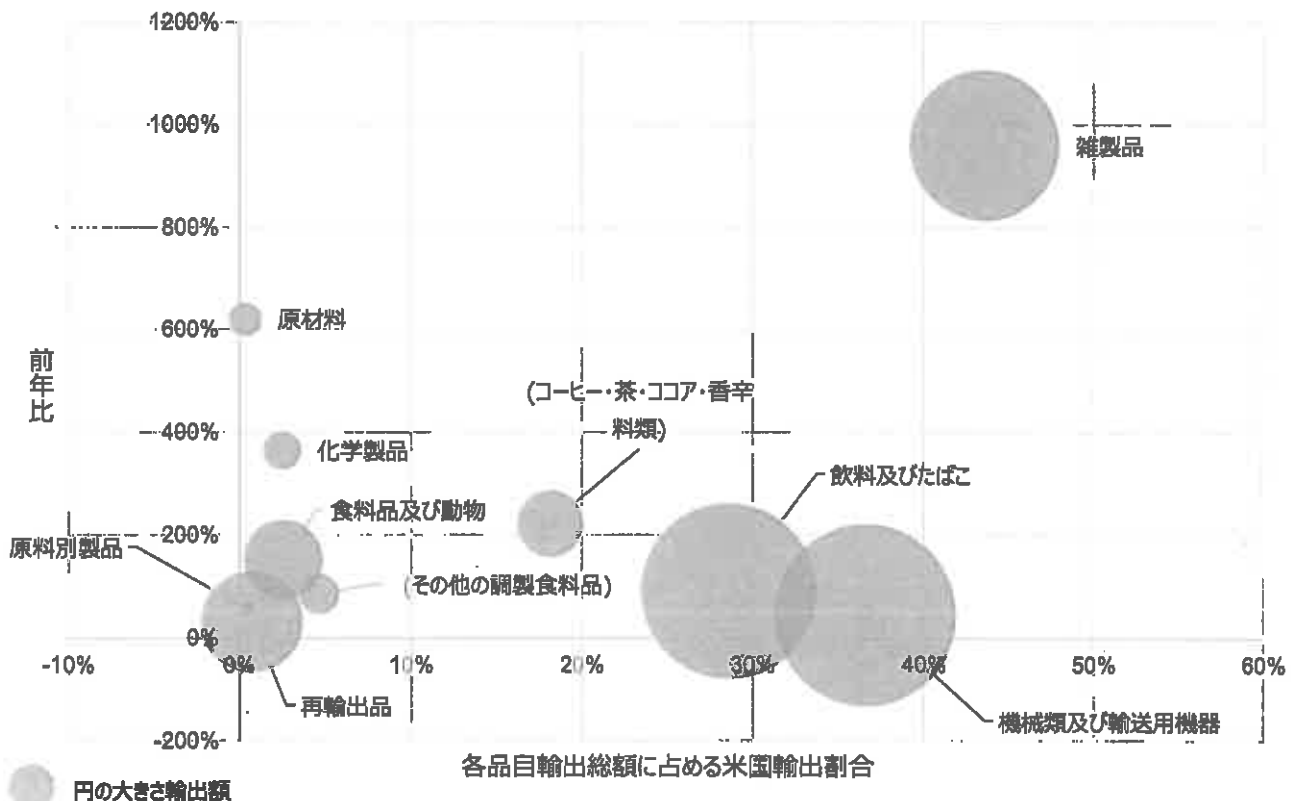 1200%
1000%
雑製品
800%
600%
原材料
前年比
(コーヒー・茶・ココア・香辛
料類)
400%
化学製品
飲料及びたばこ
食料品及び動物
200%
原料別製品
(その他の調製食料品)
0%
-10% 0% 10% 20% 30% 40% 50% 60%
再輸出品
機械類及び輸送用機器
-200%
各品目輸出総額に占める米国輸出割合
円の大きさ輸出額